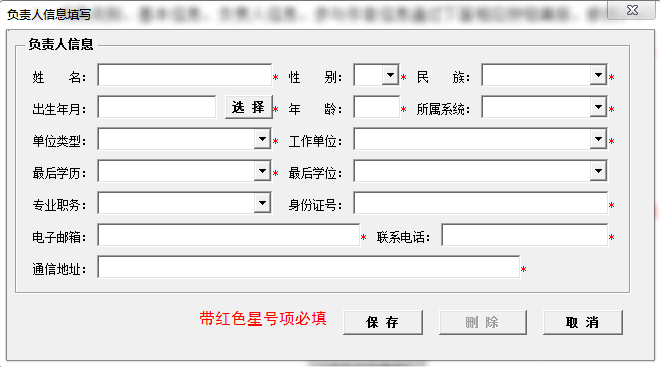 负责人信息填写
负责人信息
姓 名: * 性 别: * 民 族: *
出生年月: 选 择 * 年 龄: * 所属系统: *
单位类型: * 工作单位: *
最后学历: * 最后学位:
专业职务: 身份证号: *
电子邮箱: * 联系电话: *
通信地址: *
带红色星号项必填 保 存 删 除 取 消